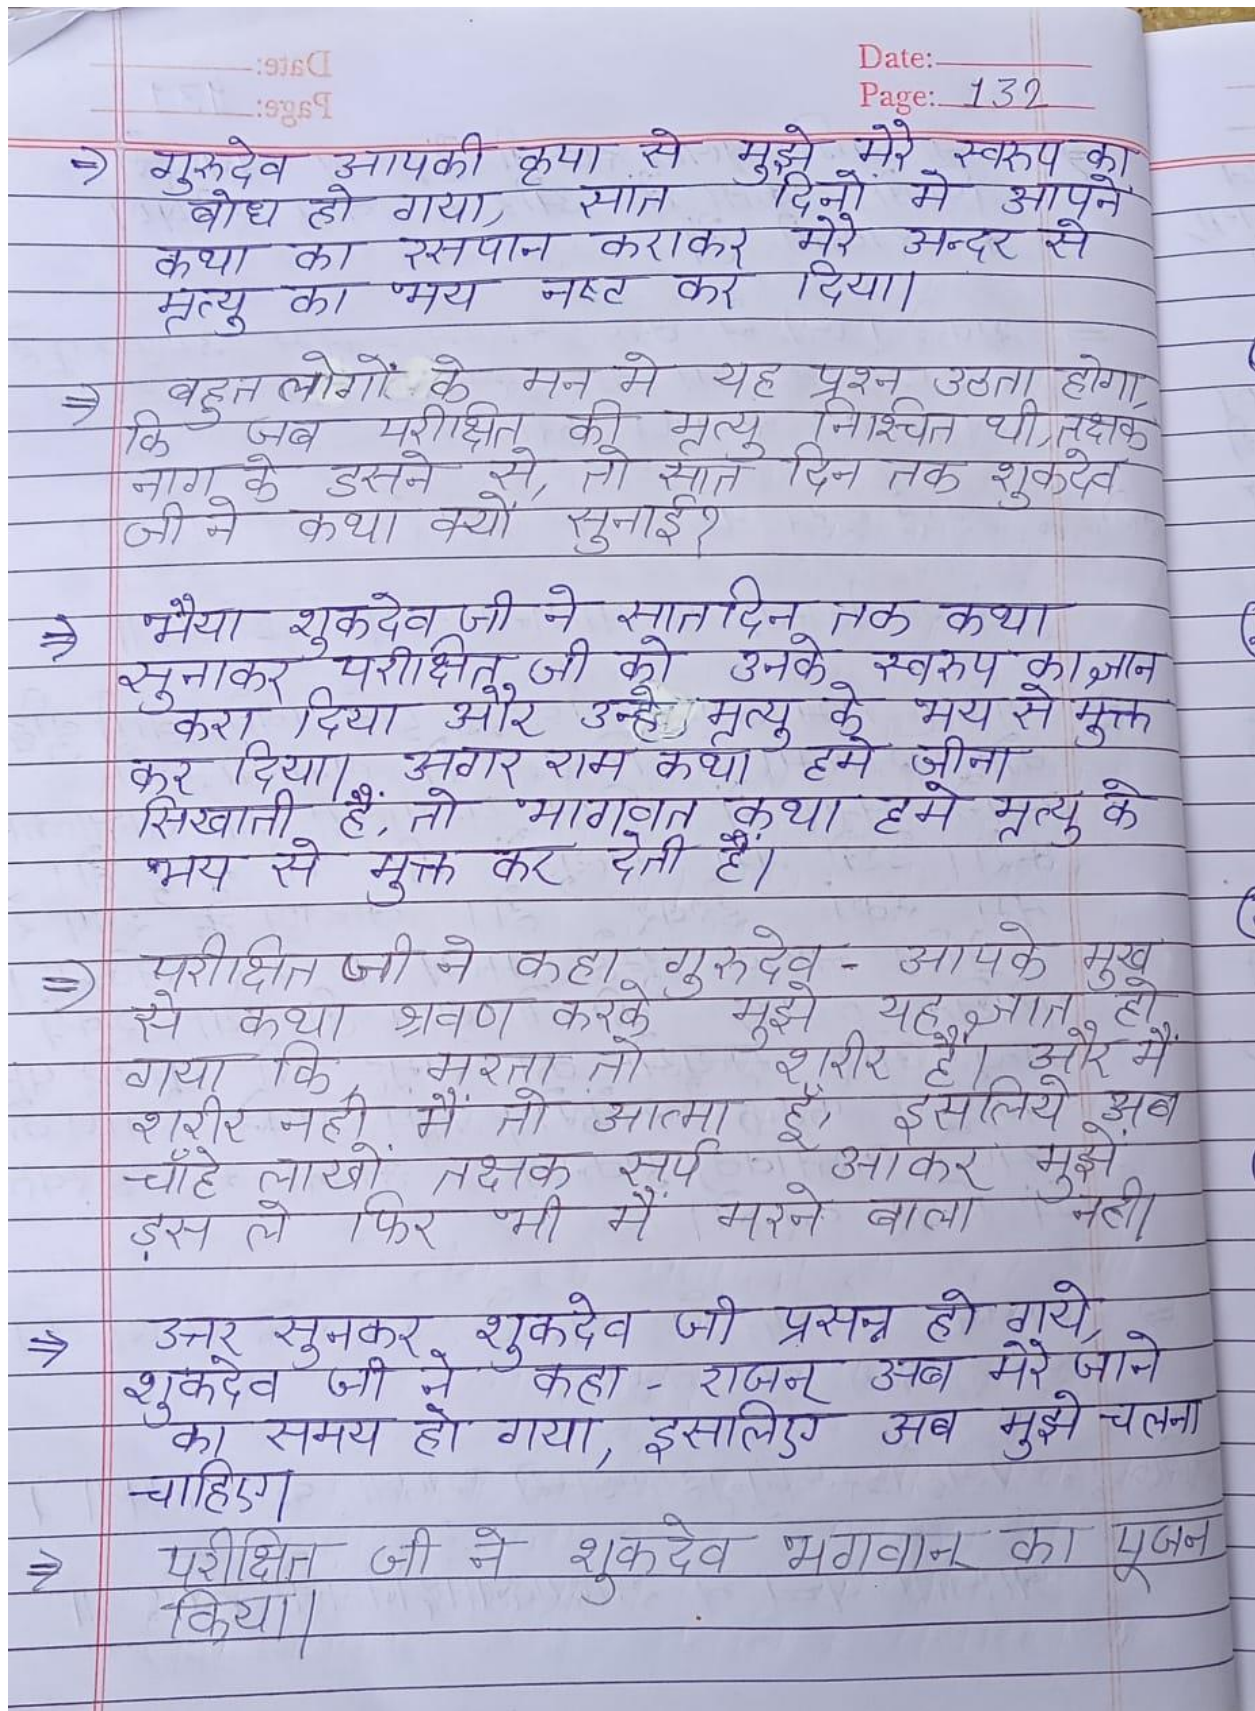 Date:
Page: 132
⇒ गुरुदेव आपकी कृपा से मुझे मेरे स्वरुप का
बोध हो गया, सात दिनों मे आपने
कथा का रसपान कराकर मेरे अन्दर से
मृत्यु का भय नष्ट कर दिया।
⇒ बहुत लोगों के मन मे यह प्रश्न उठता होगा,
कि जब परीक्षित की मृत्यु निश्चित थी, तक्षक
नाग के डसने से, तो सात दिन तक शुकदेव
जी ने कथा क्यों सुनाई?
⇒ भैया शुकदेव जी ने सात दिन तक कथा
सुनाकर परीक्षित जी को उनके स्वरुप का ज्ञान
करा दिया और उन्हे मृत्यु के भय से मुक्त
कर दिया। अगर राम कथा हमे जीना
सिखाती हैं, तो भागवत कथा हमे मृत्यु के
भय से मुक्त कर देती हैं।
⇒ परीक्षित जी ने कहा गुरुदेव - आपके मुख
से कथा श्रवण करके मुझे यह ज्ञात हो
गया कि, मरता तो शरीर हैं। और मैं
शरीर नही मैं तो आत्मा हूँ, इसलिये अब
चाँहे लाखों तक्षक सर्प आकर मुझे
ड़स ले फिर भी मैं मरने बाला नही।
⇒ उत्तर सुनकर शुकदेव जी प्रसन्न हो गये,
शुकदेव जी ने कहा - राजन् अब मेरे जाने
का समय हो गया, इसलिए अब मुझे चलना
चाहिए।
⇒ परीक्षित जी ने शुकदेव भगवान् का पूजन
किया।